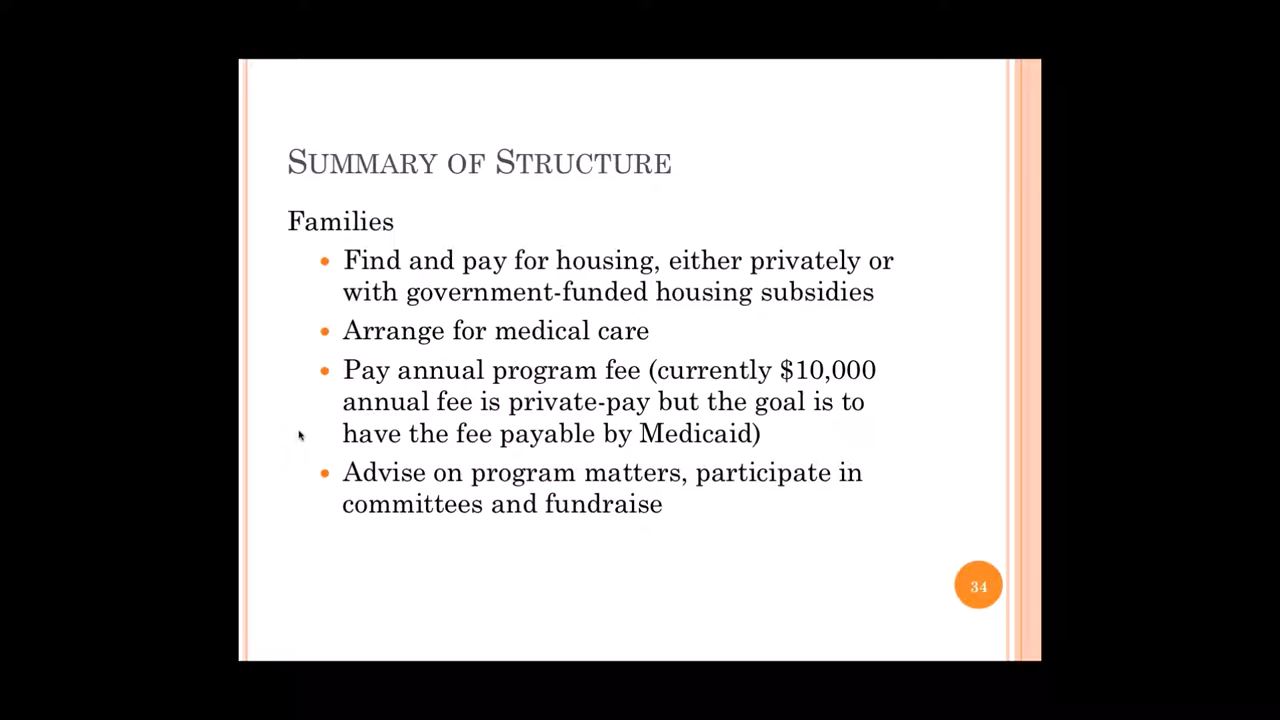 SUMMARY OF STRUCTURE
Families
Find and pay for housing, either privately or
with government-funded housing subsidies
Arrange for medical care
Pay annual program fee (currently $10,000
annual fee is private-pay but the goal is to
have the fee payable by Medicaid)
Advise on program matters, participate in
committees and fundraise
34